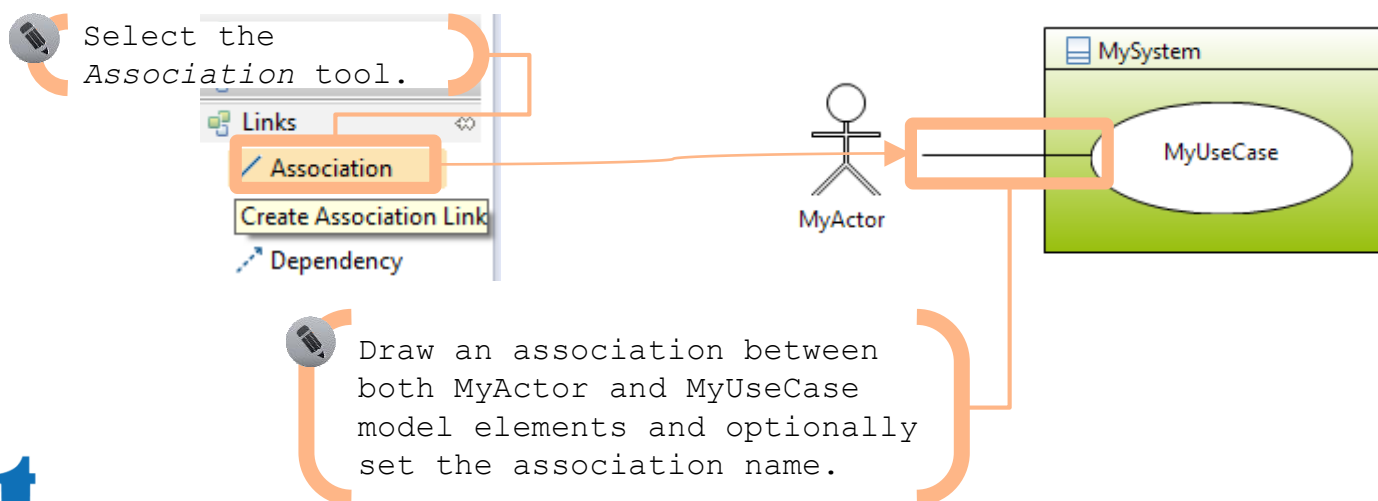 Select the
Association tool.
Links
Association
Create Association Link
Dependency
MyActor
MySystem
MyUseCase
Draw an association between
both MyActor and MyUseCase
model elements and optionally
set the association name.
t